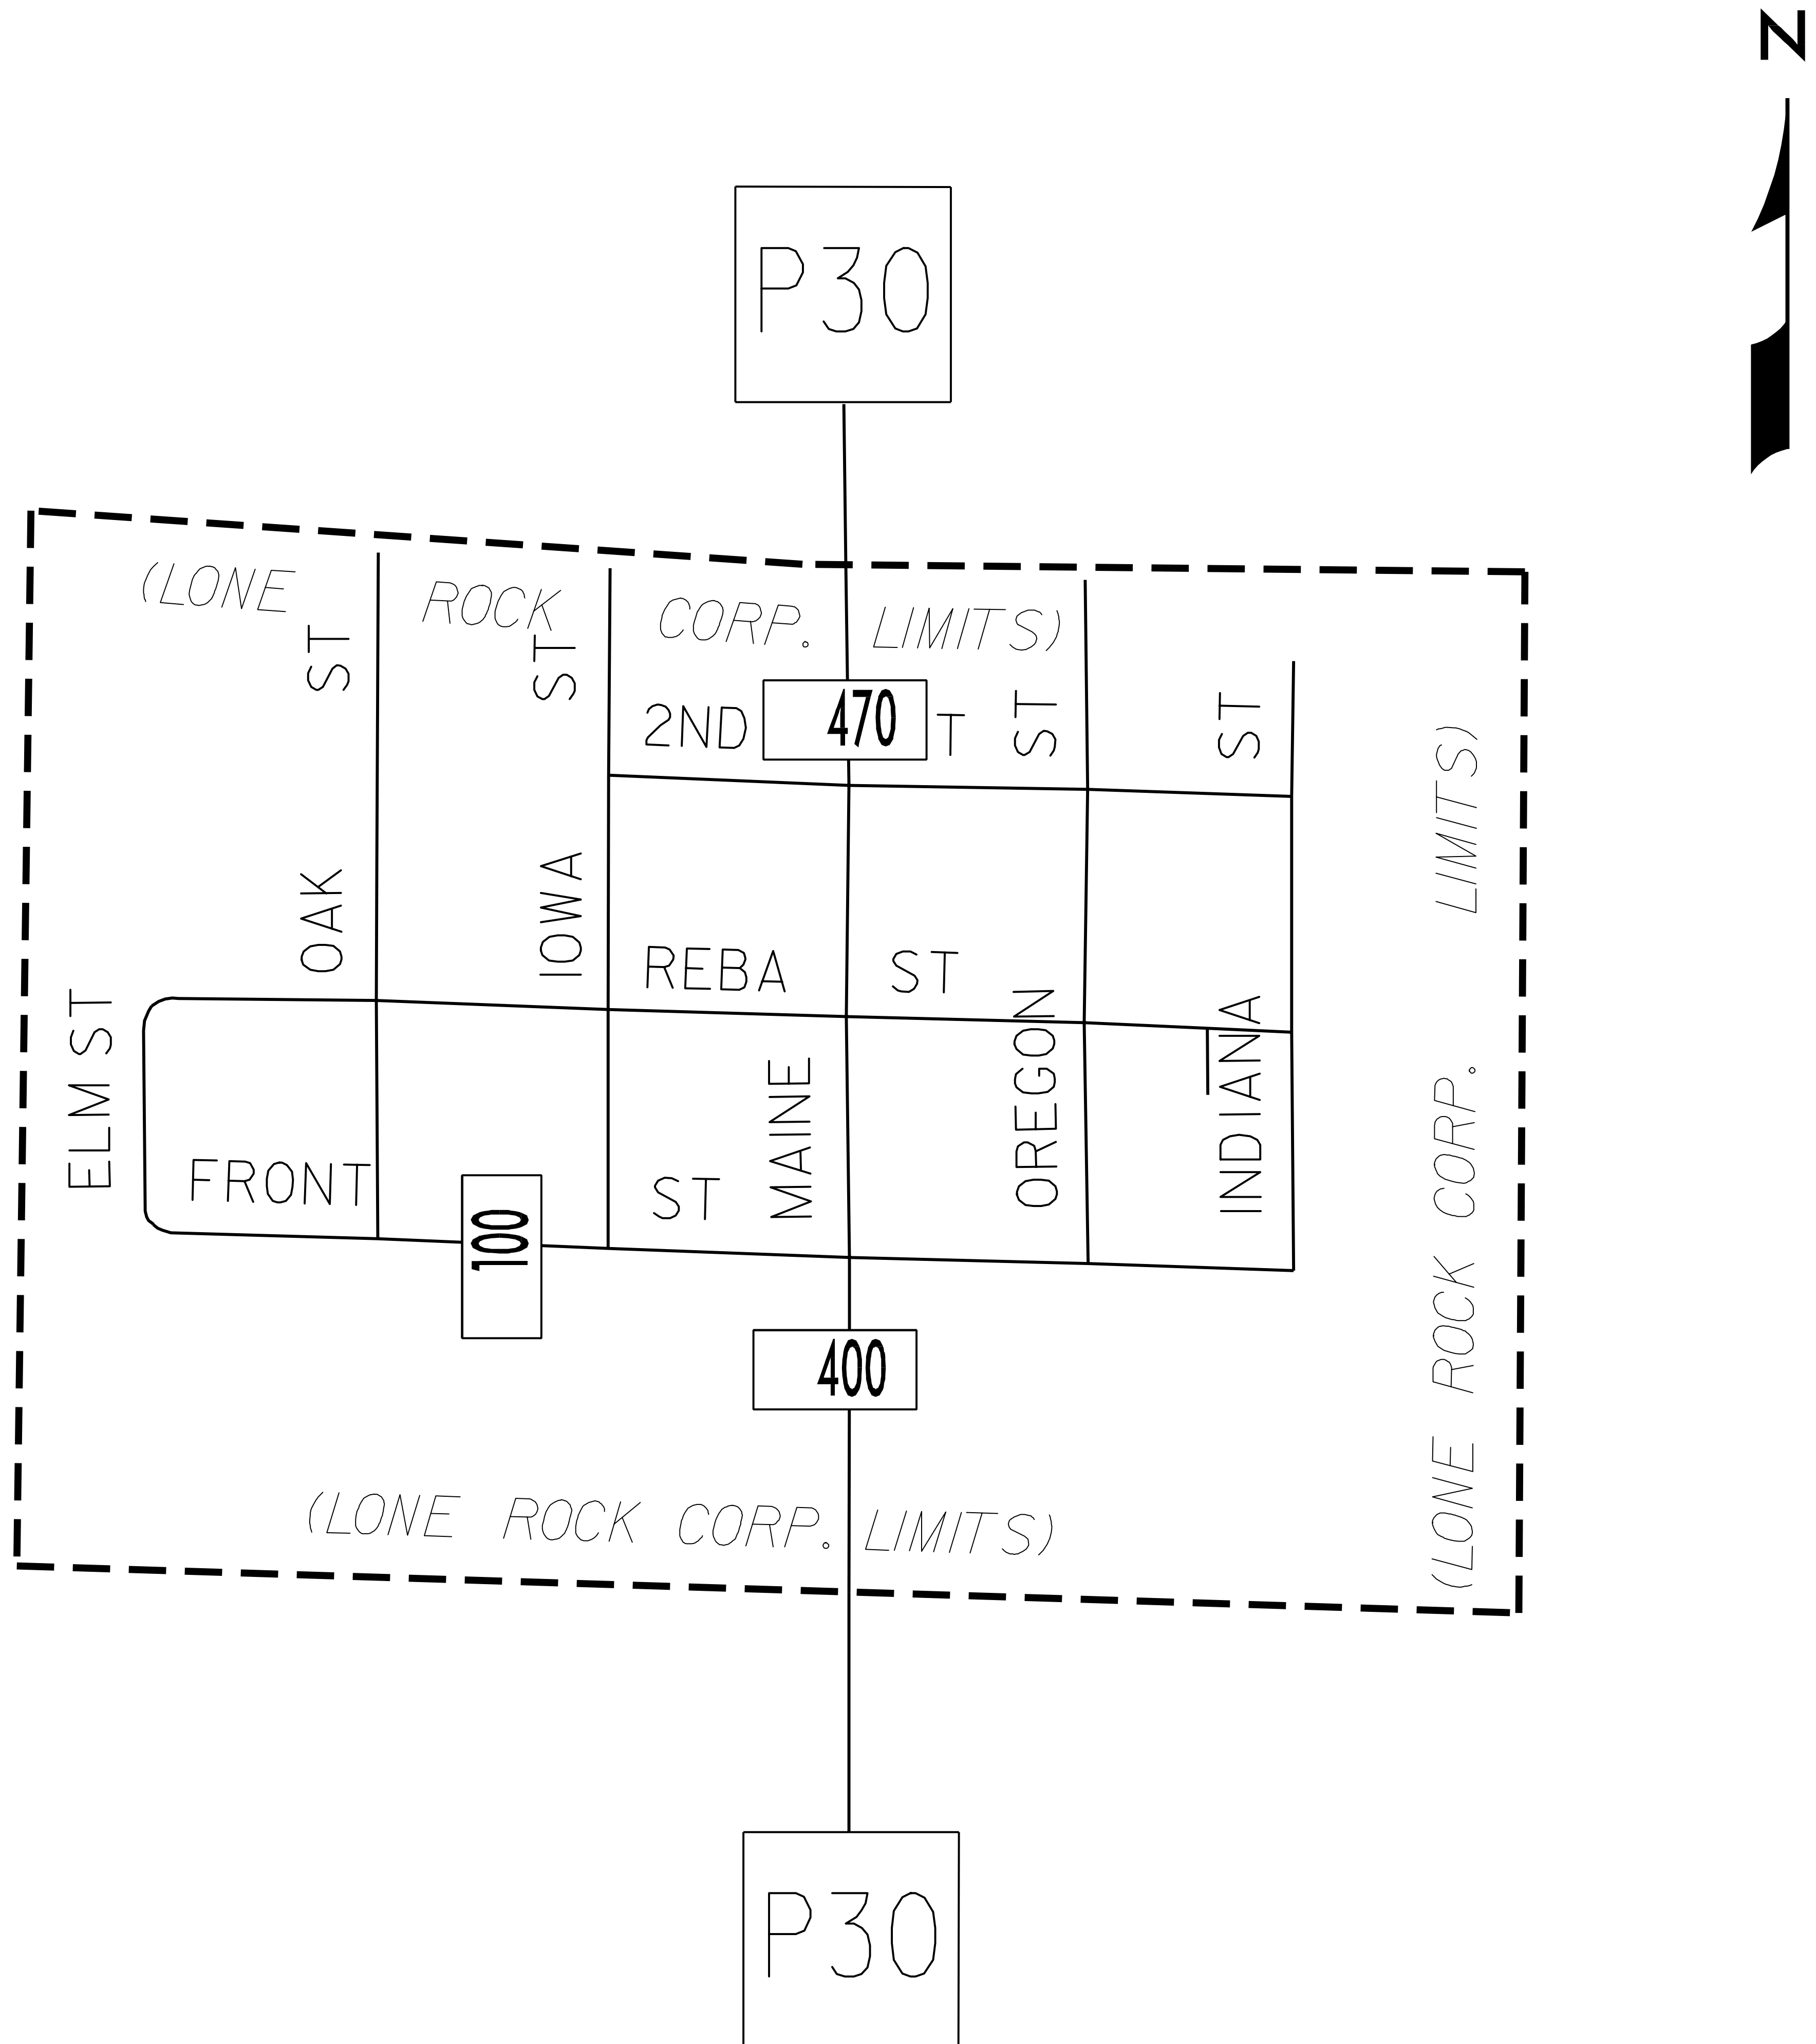 N
P30
(LONE ROCK CORP. LIMITS)
OAK ST
IOWA ST
2ND
470
T
OREGON ST
INDIANA ST
REBA ST
ELM ST
MAINE
FRONT ST
100
400
(LONE ROCK CORP. LIMITS)
(LONE ROCK CORP. LIMITS)
P30